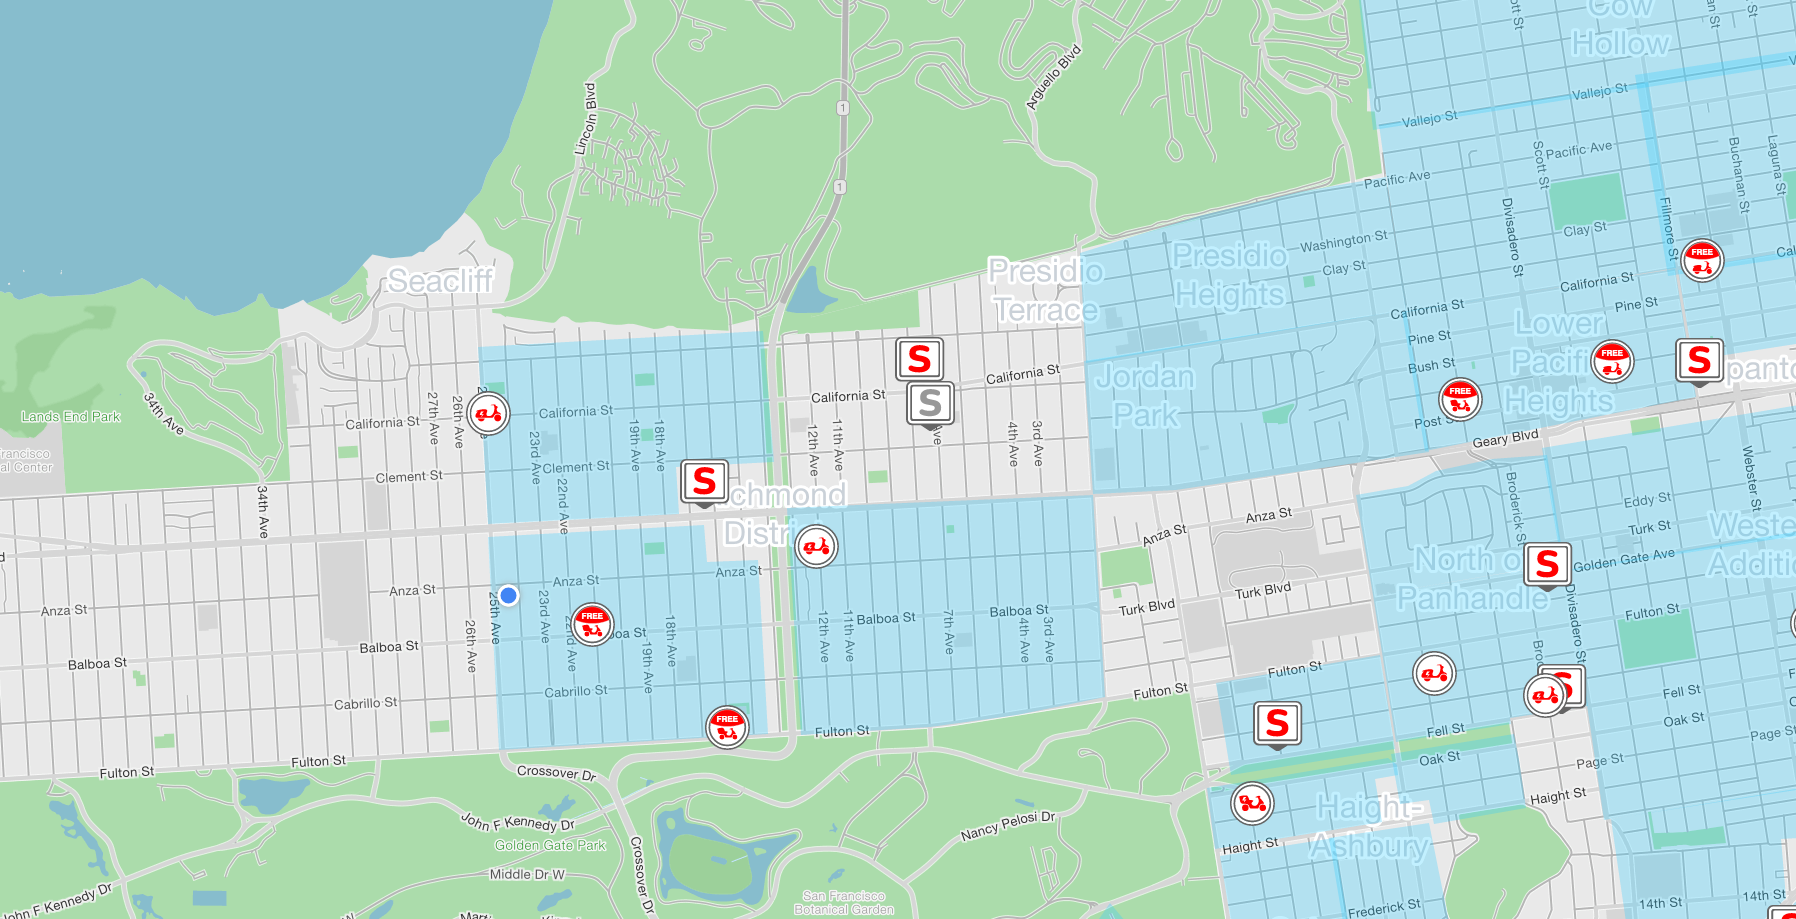 Cow
Hollow
Scott St
Vallejo St
Vallejo St
Arguello Blvd
Lincoln Blvd
1
1
Pacific Ave
Pacific Ave
Scott St
Buchanan St
Laguna St
Fillmore St
Divisadero St
Clay St
Washington St
Clay St
Presidio
Heights
Presidio
Terrace
Seacliff
FREE
California St
California St
Pine St
Pine St
Lower
Pacific
Heights
FREE
S
S
Bush St
Jordan
Park
California St
California St
S
FREE
Post St
Geary Blvd
34th Ave
Lands End Park
27th Ave
26th Ave
California St
California St
23rd Ave
19th Ave
18th Ave
12th Ave
11th Ave
Ave
4th Ave
3rd Ave
Clement St
Clement St
22nd Ave
34th Ave
S
Richmond
District
Broderick St
Webster St
Eddy St
Turk St
Golden Gate Ave
Anza St
Anza St
Anza St
Anza St
Anza St
Anza St
North of
Panhandle
S
Turk Blvd
Turk Blvd
Divisadero St
Fulton St
25th Ave
23rd Ave
22nd Ave
26th Ave
19th Ave
18th Ave
FREE
Balboa St
Balboa St
Balboa St
Balboa St
Balboa St
12th Ave
11th Ave
7th Ave
4th Ave
3rd Ave
Cabrillo St
Cabrillo St
Fulton St
Fulton St
Fulton St
Fulton St
Fulton St
FREE
S
S
Fell St
Fell St
Oak St
Oak St
Page St
Page St
Haight St
Haight St
Haight-
Ashbury
Crossover Dr
Crossover Dr
John F Kennedy Dr
John F Kennedy Dr
Golden Gate Park
Middle Dr W
Nancy Pelosi Dr
San Francisco
Botanical Garden
Frederick St
14th St
14th St